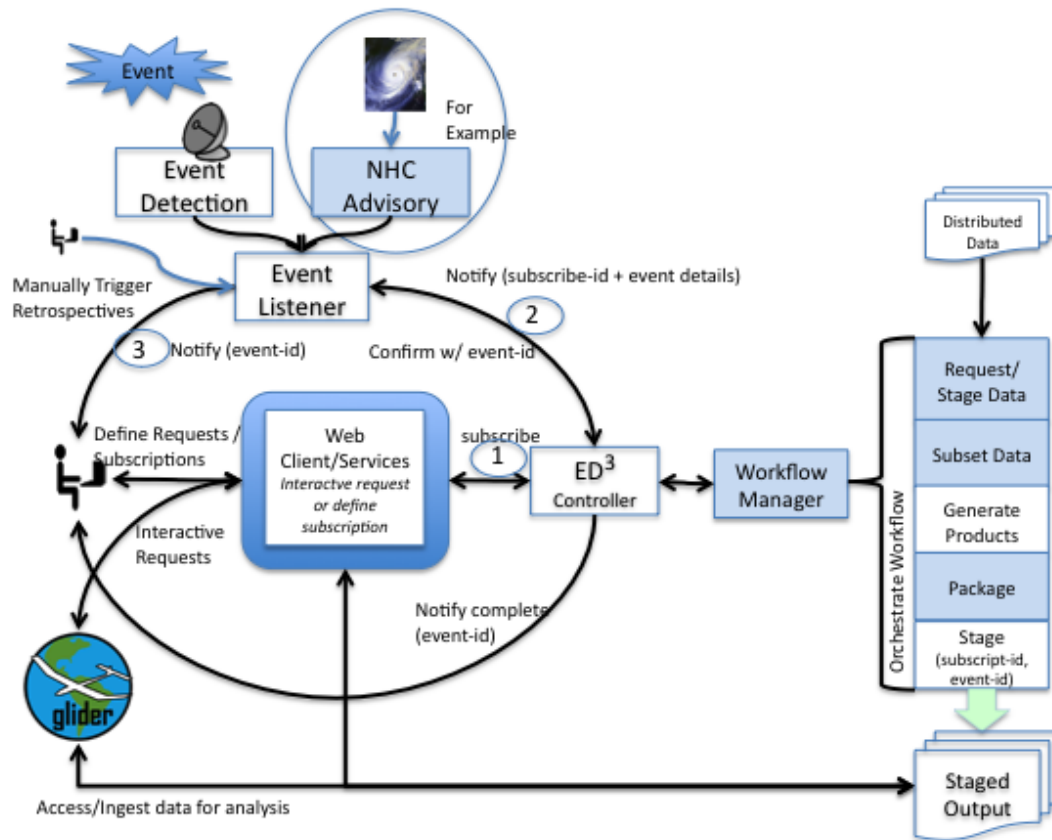 Event
For
Example
Event
Detection
NHC
Advisory
Distributed
Data
Manually Trigger
Retrospectives
Event
Listener
Notify (subscribe-id + event details)
2
Confirm w/ event-id
3
Notify (event-id)
Define Requests /
Subscriptions
Web
Client/Services
Interactve request
or define
subscription
subscribe
1
ED³
Controller
Workflow
Manager
Orchestrate Workflow
Request/
Stage Data
Subset Data
Generate
Products
Package
Stage
(subscript-id,
event-id)
Interactive
Requests
Notify complete
(event-id)
glider
Access/Ingest data for analysis
Staged
Output